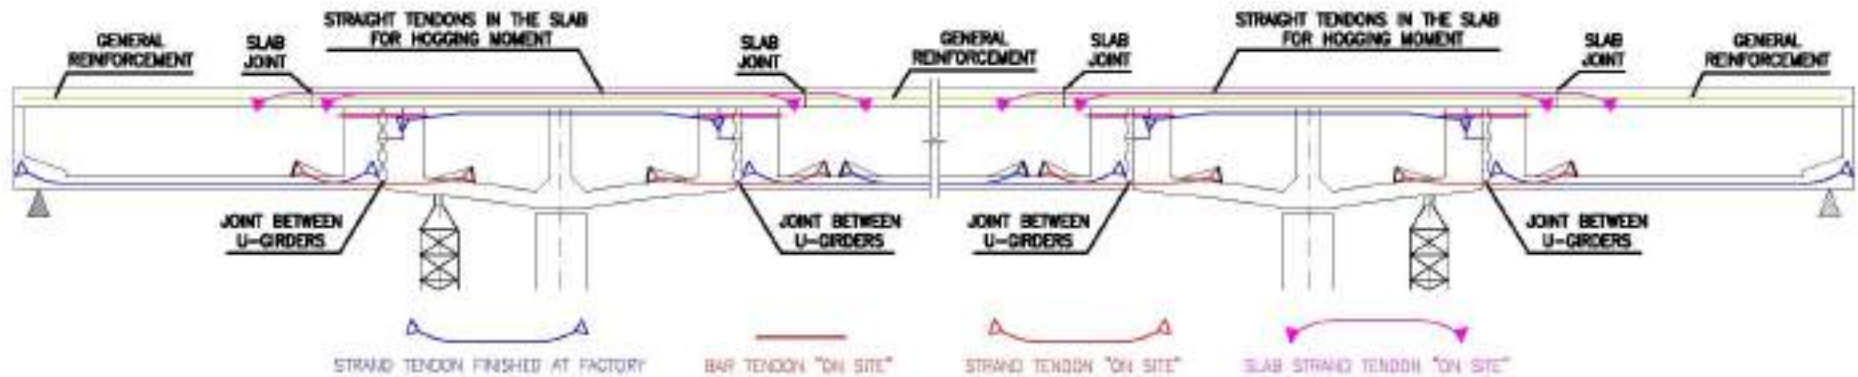 GENERAL
REINFORCEMENT
SLAB
JOINT
STRAIGHT TENDONS IN THE SLAB
FOR HOGGING MOMENT
SLAB
JOINT
GENERAL
REINFORCEMENT
SLAB
JOINT
STRAIGHT TENDONS IN THE SLAB
FOR HOGGING MOMENT
SLAB
JOINT
GENERAL
REINFORCEMENT
JOINT BETWEEN
U-GIRDERS
JOINT BETWEEN
U-GIRDERS
JOINT BETWEEN
U-GIRDERS
JOINT BETWEEN
U-GIRDERS
STRAND TENDON FINISHED AT FACTORY
BAR TENDON "ON SITE"
STRAND TENDON "ON SITE"
SLAB STRAND TENDON "ON SITE"